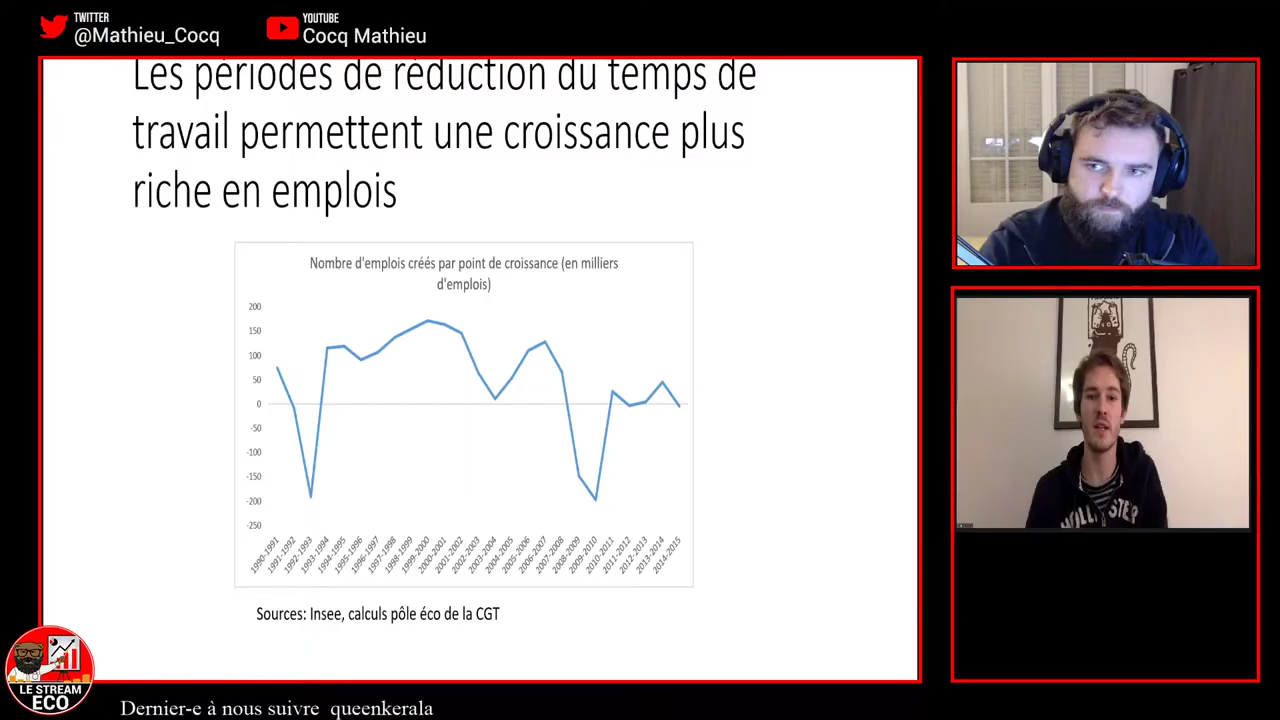 TWITTER
@Mathieu_Cocq
YOUTUBE
Cocq Mathieu
Les périodes de réduction du temps de
travail permettent une croissance plus
riche en emplois
Nombre d'emplois créés par point de croissance (en milliers
d'emplois)
200
150
100
50
0
-50
-100
-150
-200
-250
1990-1991
1991-1992
1992-1993
1993-1994
1994-1995
1995-1996
1996-1997
1997-1998
1998-1999
1999-2000
2000-2001
2001-2002
2002-2003
2003-2004
2004-2005
2005-2006
2006-2007
2007-2008
2008-2009
2009-2010
2010-2011
2011-2012
2012-2013
2013-2014
2014-2015
Sources: Insee, calculs pôle éco de la CGT
HOLLISTER
LE STREAM
ECO
Dernier-e à nous suivre queenkerala